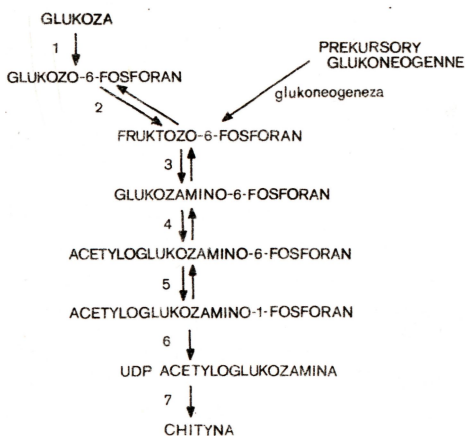 GLUKOZA
1
GLUKOZO-6-FOSFORAN
PREKURSORY
GLUKONEOGENNE
glukoneogeneza
2
FRUKTOZO-6-FOSFORAN
3
GLUKOZAMINO-6-FOSFORAN
4
ACETYLOGLUKOZAMINO-6-FOSFORAN
5
ACETYLOGLUKOZAMINO-1-FOSFORAN
6
UDP ACETYLOGLUKOZAMINA
7
CHITYNA